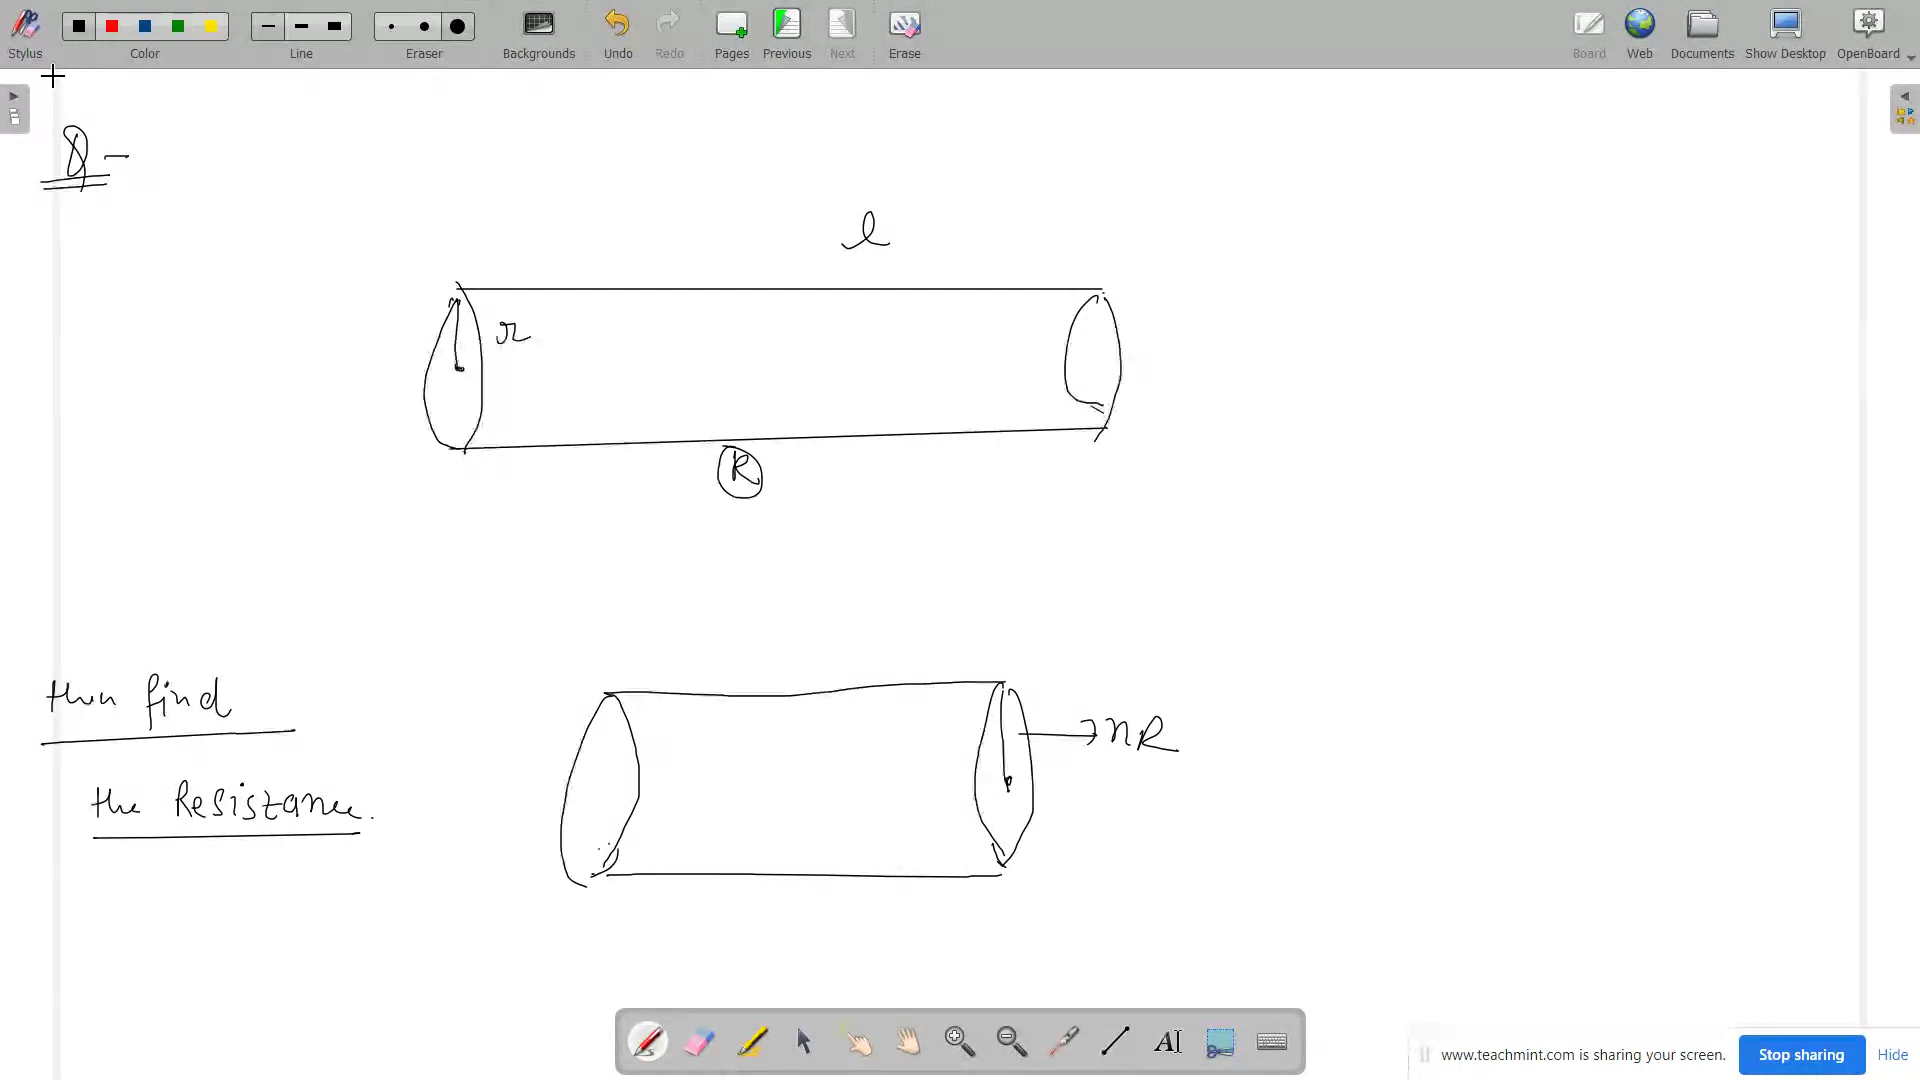 Stylus
Color
Line
Eraser
Backgrounds
Undo
Redo
Pages
Previous
Next
Erase
Board
Web
Documents
Show Desktop
OpenBoard
Q -
l
r
R
then find
nR
the Resistance.
AI
www.teachmint.com is sharing your screen.
Stop sharing
Hide